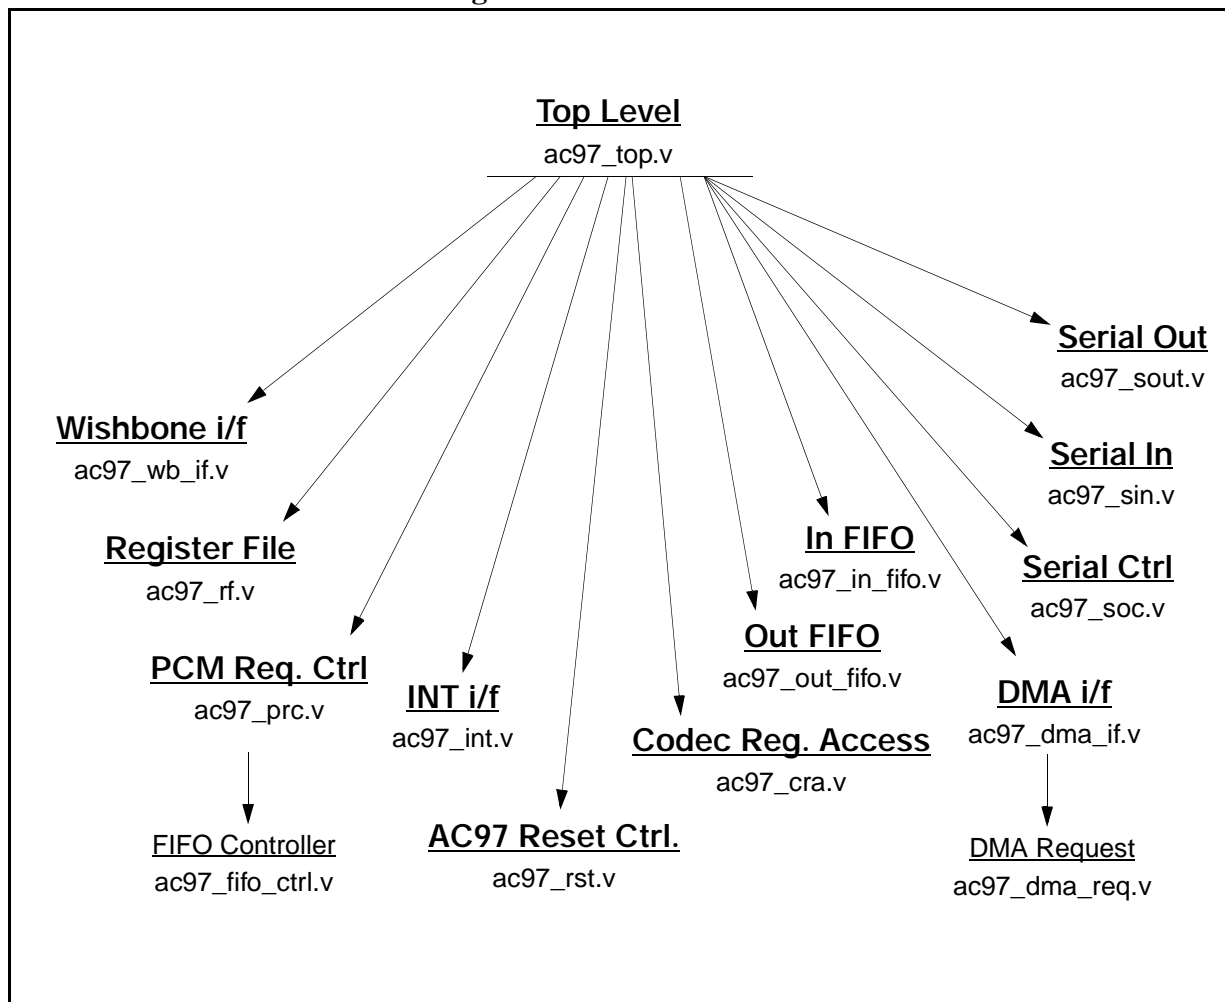 Top Level
ac97_top.v
Serial Out
ac97_sout.v
Wishbone i/f
ac97_wb_if.v
Serial In
ac97_sin.v
Register File
ac97_rf.v
In FIFO
ac97_in_fifo.v
Serial Ctrl
ac97_soc.v
PCM Req. Ctrl
ac97_prc.v
INT i/f
ac97_int.v
Out FIFO
ac97_out_fifo.v
DMA i/f
ac97_dma_if.v
Codec Reg. Access
ac97_cra.v
AC97 Reset Ctrl.
ac97_rst.v
FIFO Controller
ac97_fifo_ctrl.v
DMA Request
ac97_dma_req.v